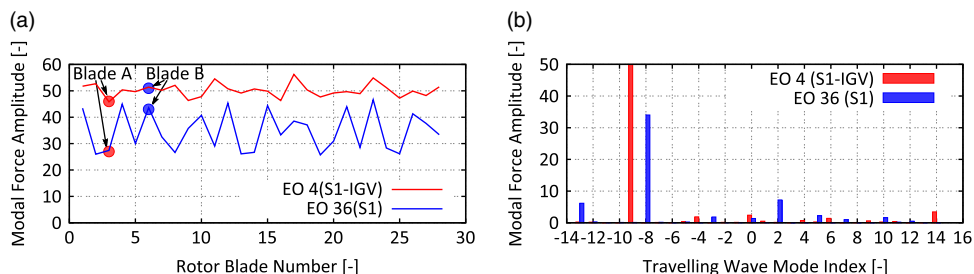 (a)
Modal Force Amplitude [-]
60
50
40
30
20
10
0
0 5 10 15 20 25 30
Rotor Blade Number [-]
Blade A
Blade B
EO 4(S1-IGV)
EO 36(S1)
(b)
Modal Force Amplitude [-]
50
40
30
20
10
0
-14 -12 -10 -8 -6 -4 -2 0 2 4 6 8 10 12 14 16
Travelling Wave Mode Index [-]
EO 4 (S1-IGV)
EO 36 (S1)